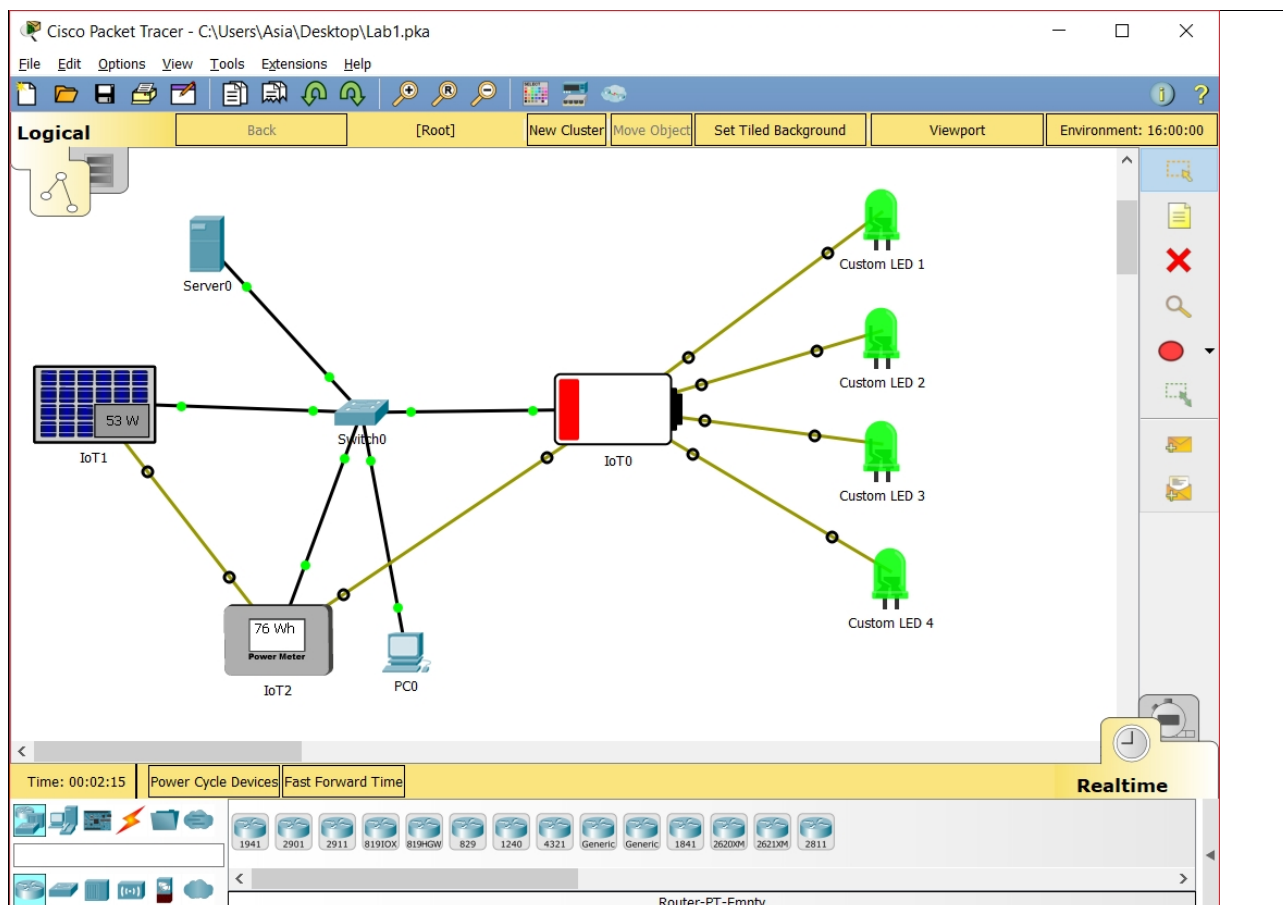 Cisco Packet Tracer - C:\Users\Asia\Desktop\Lab1.pka
File Edit Options View Tools Extensions Help
Logical Back [Root] New Cluster Move Object Set Tiled Background Viewport Environment: 16:00:00
Custom LED 1
Server0
Custom LED 2
53 W
Switch0
IoT1
IoT0
Custom LED 3
Custom LED 4
76 Wh
Power Meter
IoT2
PC0
Time: 00:02:15 Power Cycle Devices Fast Forward Time Realtime
1941 2901 2911 819IOX 819HGW 829 1240 4321 Generic Generic 1841 2620XM 2621XM 2811
Router-PT-Empty